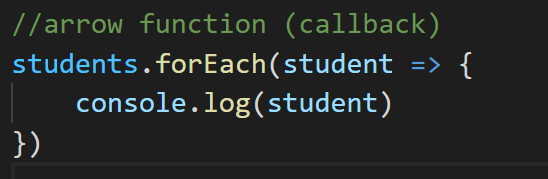 //arrow function (callback)
students.forEach(student => {
    console.log(student)
})